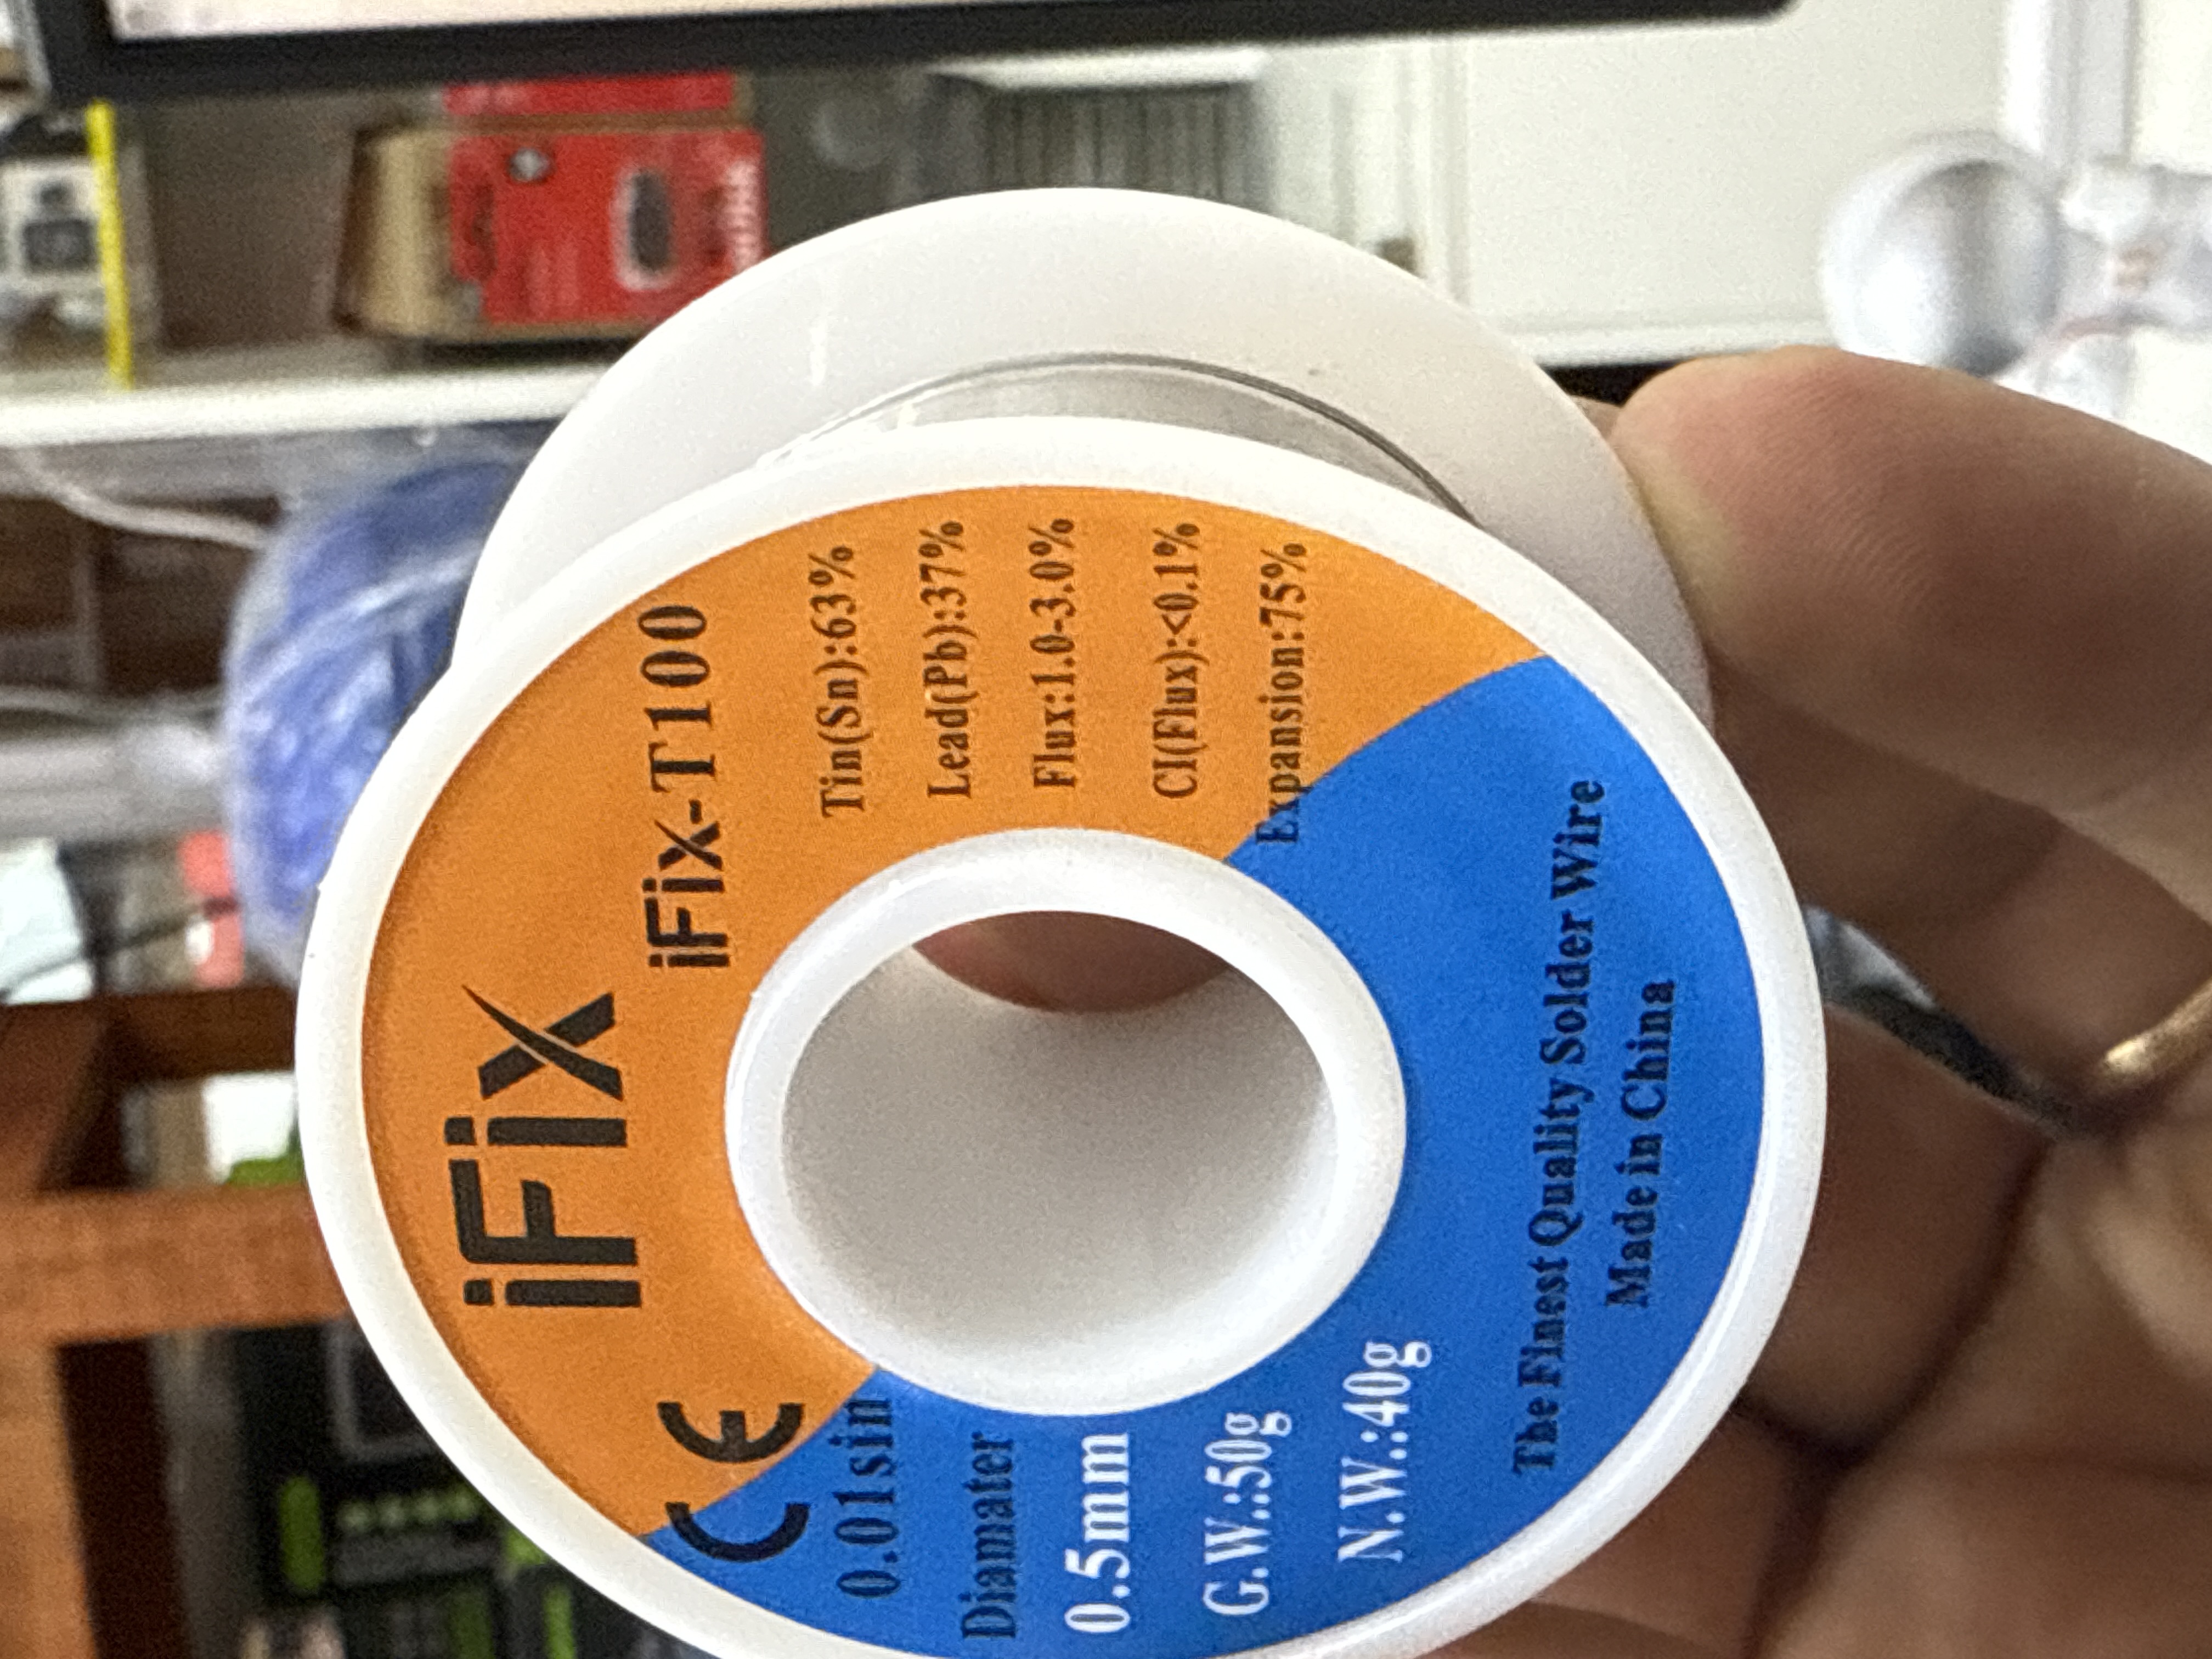 iFix
iFix-T100
CE
Tin(Sn):63%
Lead(Pb):37%
Flux:1.0-3.0%
CI(Flux):<0.1%
Expansion:75%
0.01sin
Diamater
0.5mm
G.W.:50g
N.W.:40g
The Finest Quality Solder Wire
Made in China